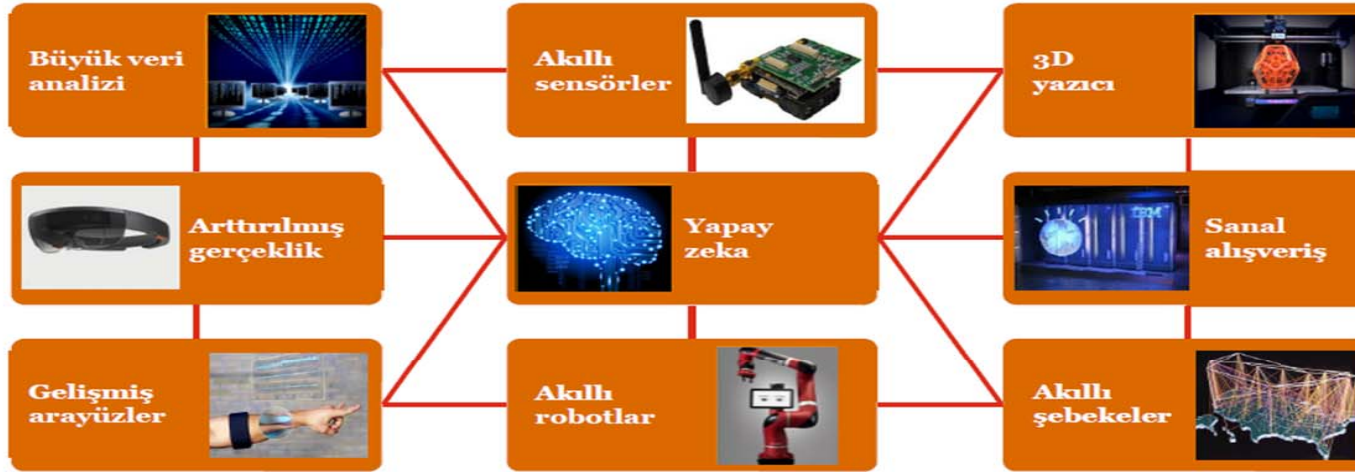 Büyük veri
analizi
Akıllı
sensörler
3D
yazıcı
Arttırılmış
gerçeklik
Yapay
zeka
IBM
Sanal
alışveriş
Gelişmiş
arayüzler
Akıllı
robotlar
Akıllı
şebekeler